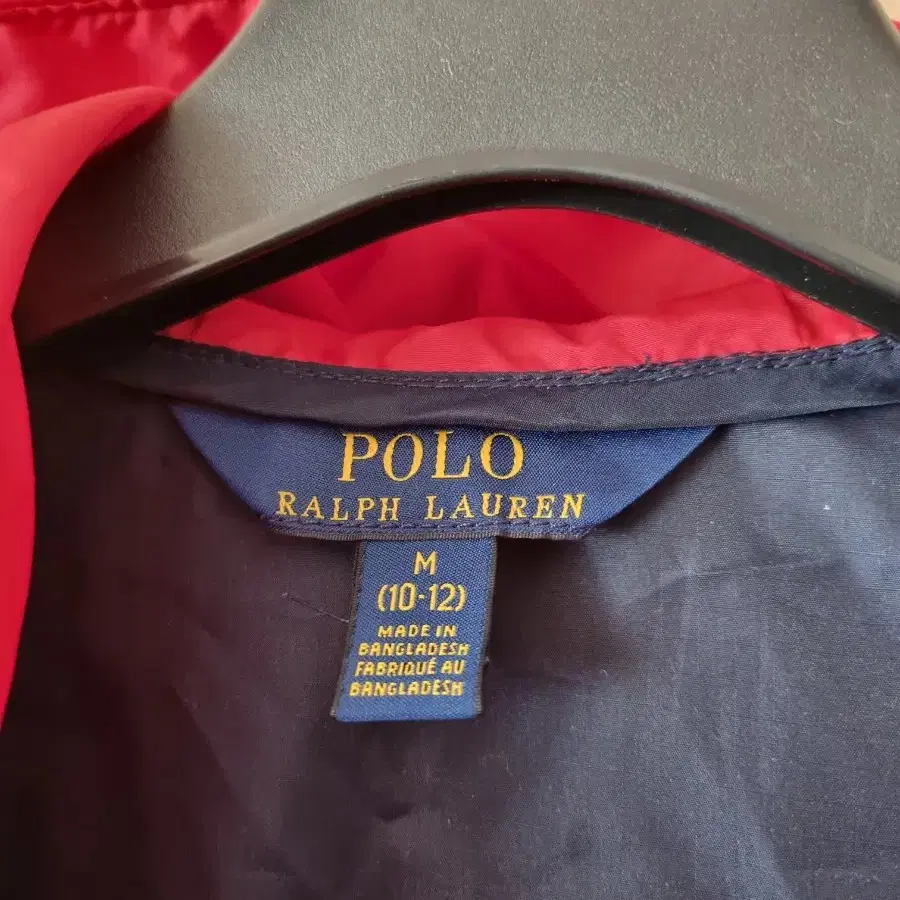 POLO
RALPH LAUREN
M
(10-12)
MADE IN
BANGLADESH
FABRIQUÉ AU
BANGLADESH